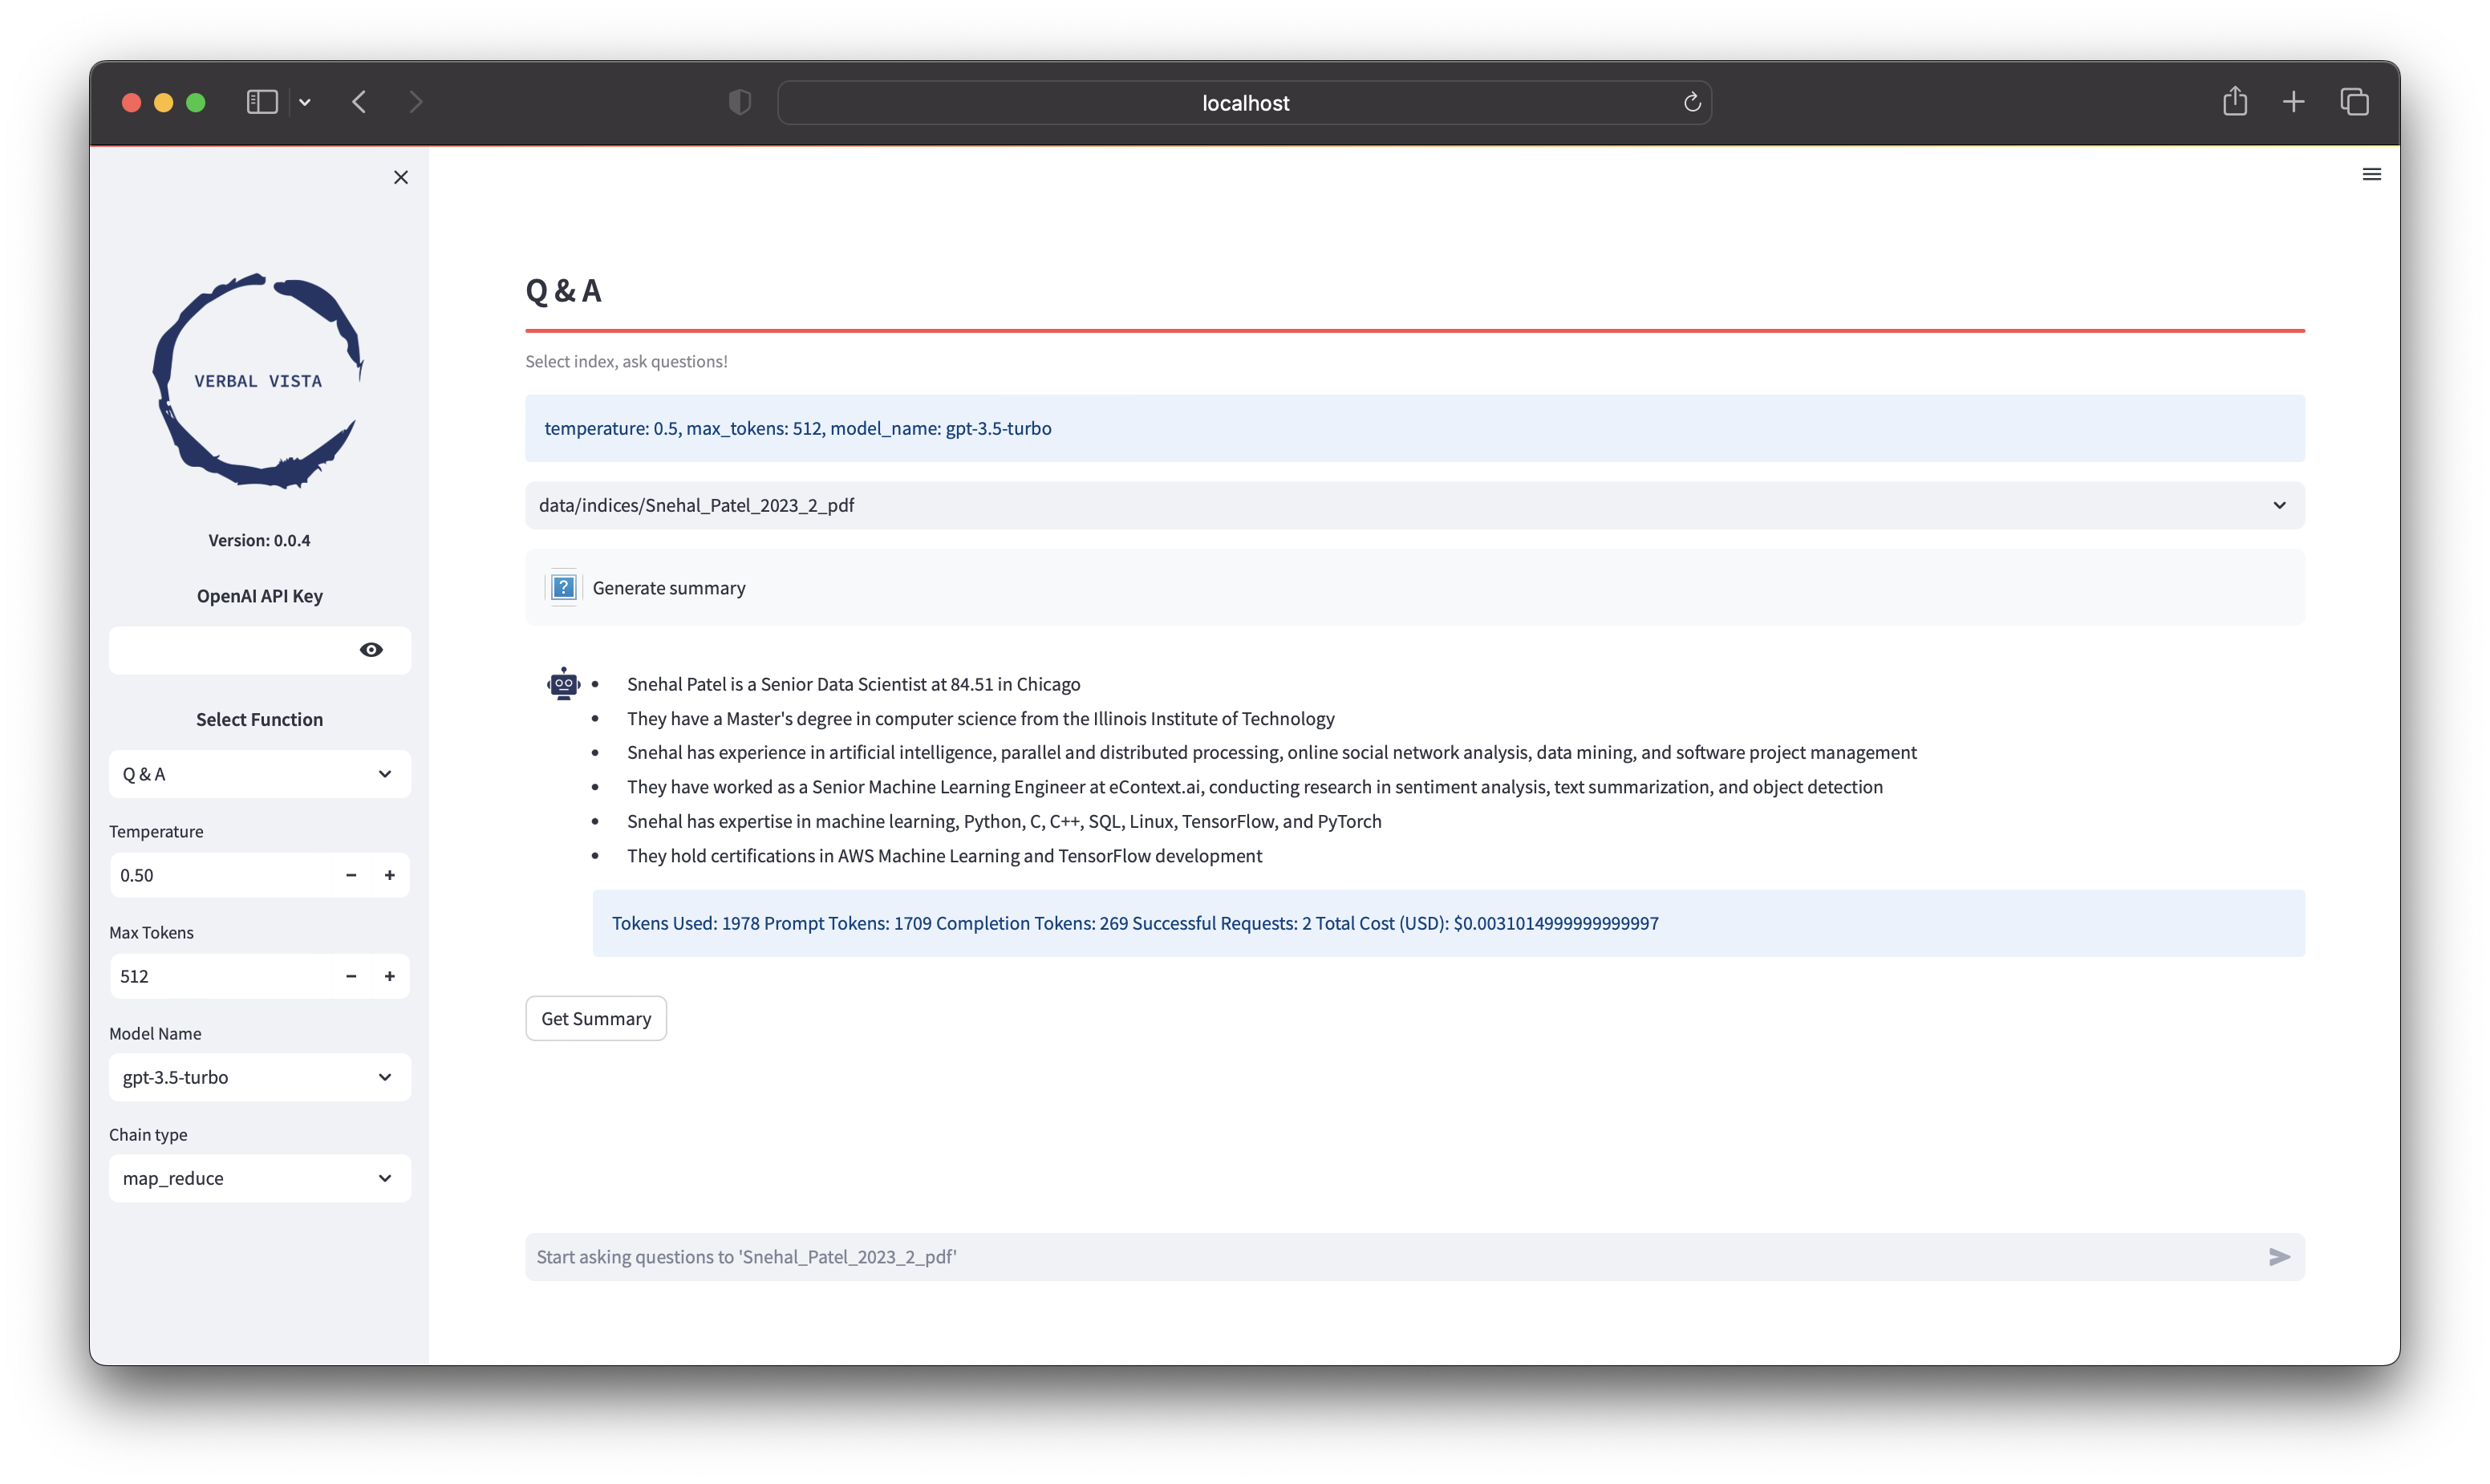 localhost
VERBAL VISTA
Version: 0.0.4
OpenAI API Key
Select Function
Q & A
Temperature
0.50
Max Tokens
512
Model Name
gpt-3.5-turbo
Chain type
map_reduce
Q & A
Select index, ask questions!
temperature: 0.5, max_tokens: 512, model_name: gpt-3.5-turbo
data/indices/Snehal_Patel_2023_2_pdf
? Generate summary
• Snehal Patel is a Senior Data Scientist at 84.51 in Chicago
• They have a Master's degree in computer science from the Illinois Institute of Technology
• Snehal has experience in artificial intelligence, parallel and distributed processing, online social network analysis, data mining, and software project management
• They have worked as a Senior Machine Learning Engineer at eContext.ai, conducting research in sentiment analysis, text summarization, and object detection
• Snehal has expertise in machine learning, Python, C, C++, SQL, Linux, TensorFlow, and PyTorch
• They hold certifications in AWS Machine Learning and TensorFlow development
Tokens Used: 1978 Prompt Tokens: 1709 Completion Tokens: 269 Successful Requests: 2 Total Cost (USD): $0.0031014999999999997
Get Summary
Start asking questions to 'Snehal_Patel_2023_2_pdf'